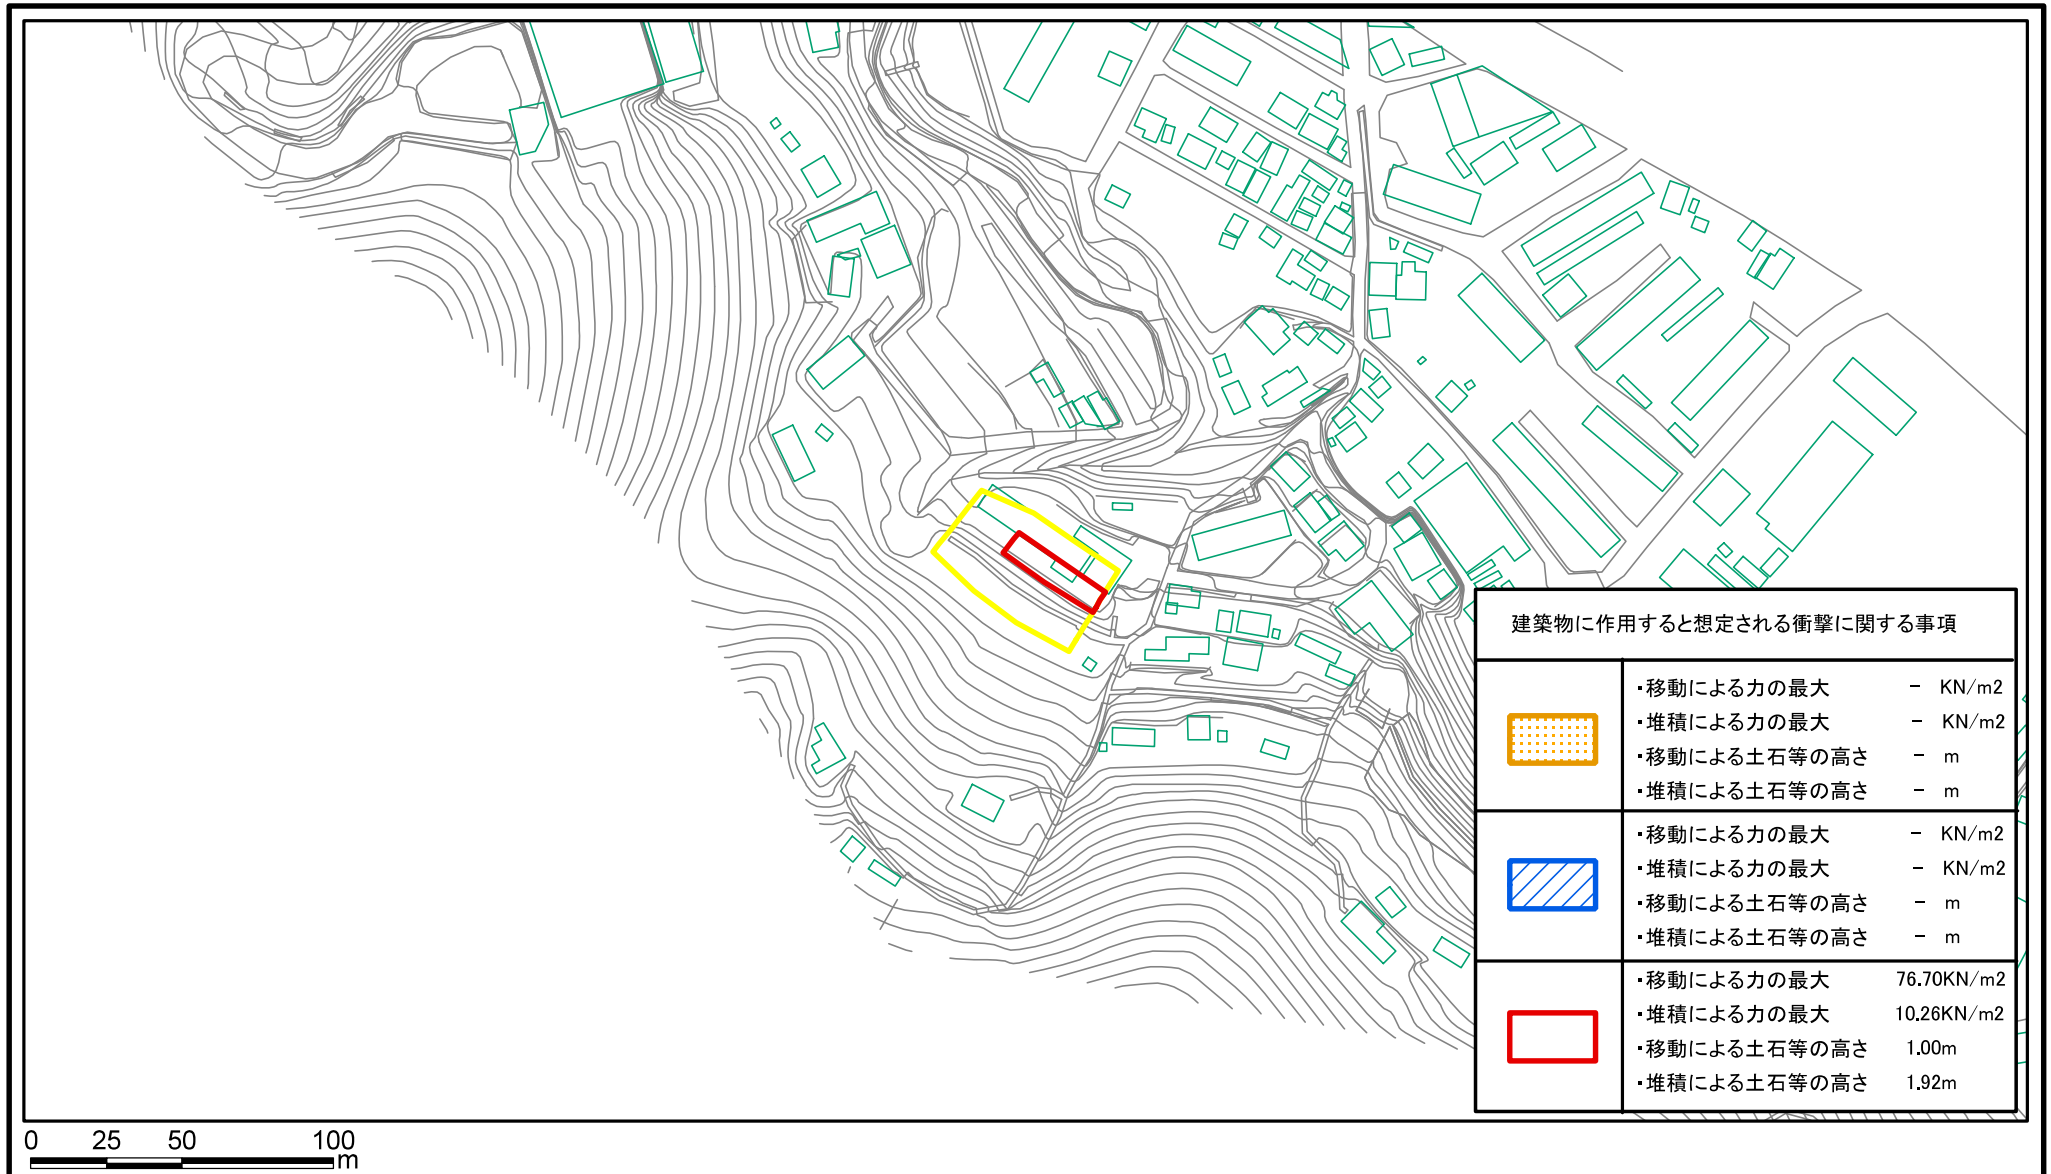 建築物に作用すると想定される衝撃に関する事項
・移動による力の最大 － KN/m2
・堆積による力の最大 － KN/m2
・移動による土石等の高さ － m
・堆積による土石等の高さ － m
・移動による力の最大 － KN/m2
・堆積による力の最大 － KN/m2
・移動による土石等の高さ － m
・堆積による土石等の高さ － m
・移動による力の最大 76.70KN/m2
・堆積による力の最大 10.26KN/m2
・移動による土石等の高さ 1.00m
・堆積による土石等の高さ 1.92m
0 25 50 100
m